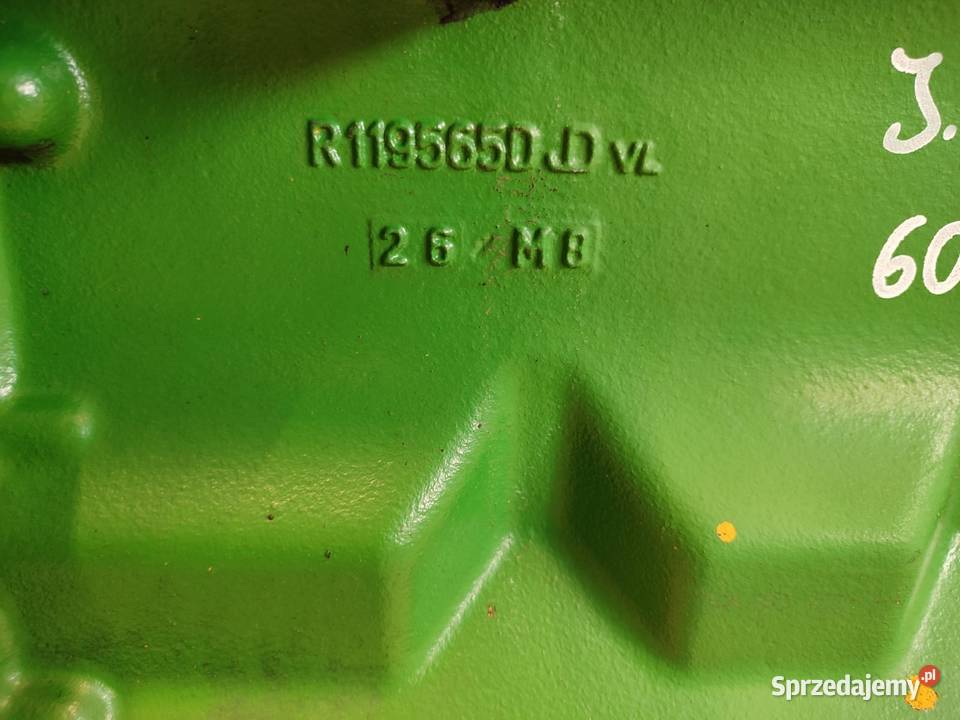 R119565D JD VL
J.
26 M8
60
Sprzedajemy.pl